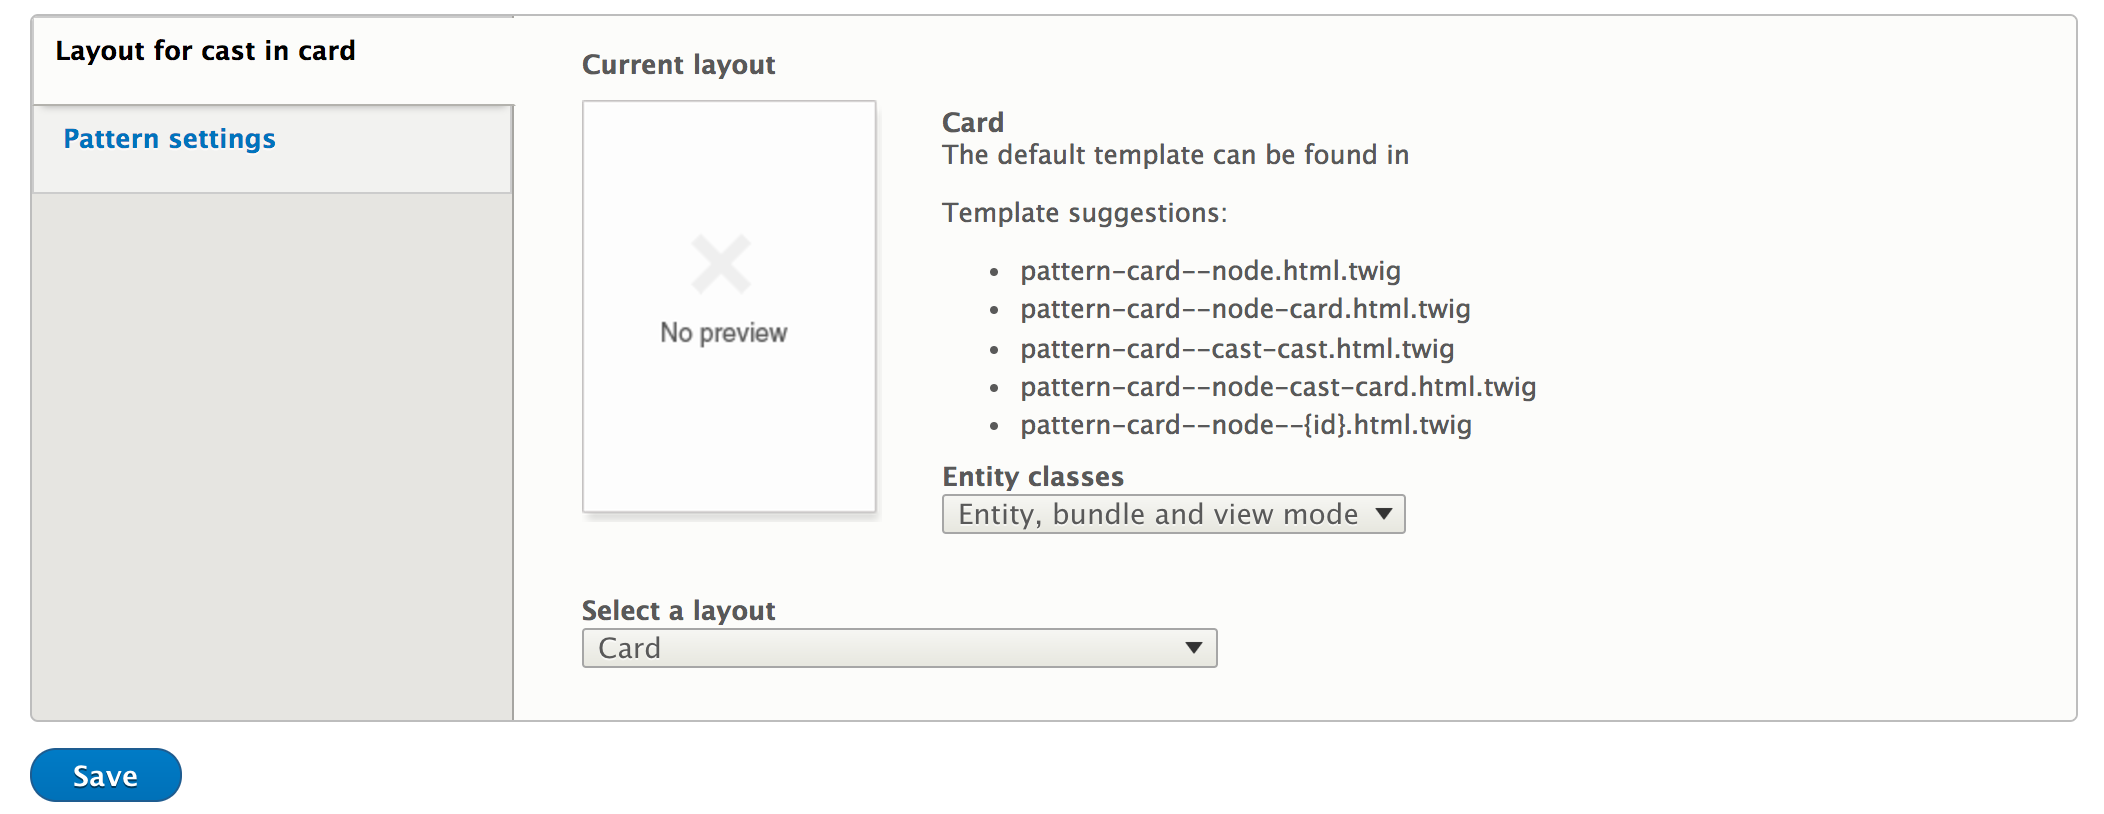 Layout for cast in card
Pattern settings
Current layout
No preview
Card
The default template can be found in
Template suggestions:
• pattern-card--node.html.twig
• pattern-card--node-card.html.twig
• pattern-card--cast-cast.html.twig
• pattern-card--node-cast-card.html.twig
• pattern-card--node--{id}.html.twig
Entity classes
Entity, bundle and view mode
Select a layout
Card
Save